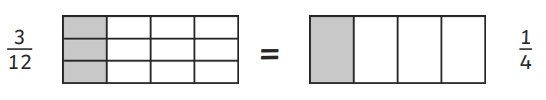 3/12 = 1/4